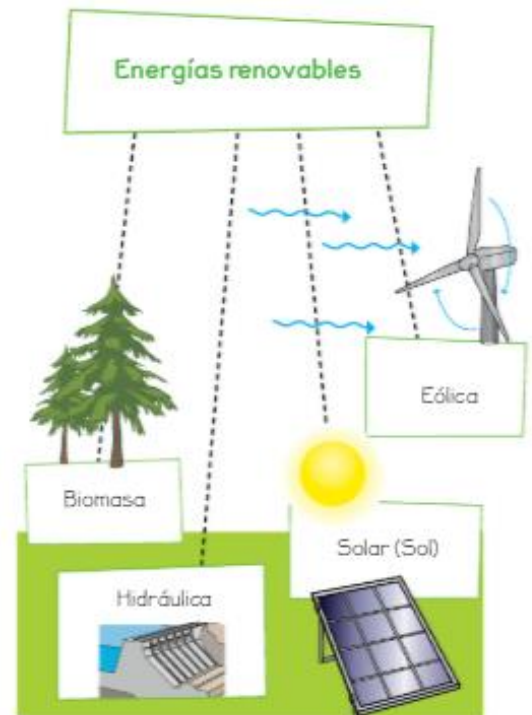 Energías renovables
Eólica
Biomasa
Solar (Sol)
Hidráulica